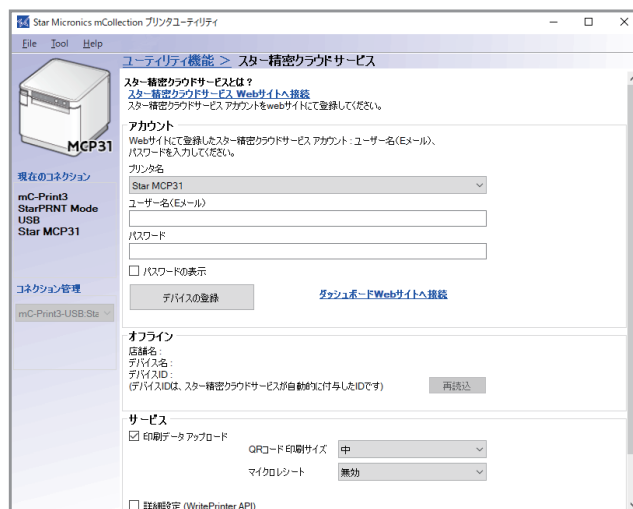 Star Micronics mCollection プリンタユーティリティ
File Tool Help
ユーティリティ機能 > スター精密クラウドサービス
MCP31
現在のコネクション
mC-Print3
StarPRNT Mode
USB
Star MCP31
コネクション管理
mC-Print3-USB:Sta
スター精密クラウドサービスとは？
スター精密クラウドサービス Webサイトへ接続
スター精密クラウドサービス アカウントをwebサイトにて登録してください。
アカウント
Webサイトにて登録したスター精密クラウドサービス アカウント : ユーザー名(Eメール)、
パスワードを入力してください。
プリンタ名
Star MCP31
ユーザー名(Eメール)
パスワード
パスワードの表示
デバイスの登録
ダッシュボードWebサイトへ接続
オフライン
店舗名 :
デバイス名 :
デバイスID :
(デバイスIDは、スター精密クラウドサービスが自動的に付与したIDです)
再読込
サービス
印刷データアップロード
QRコード印刷サイズ 中
マイクロレシート 無効
詳細設定 (WritePrinter API)